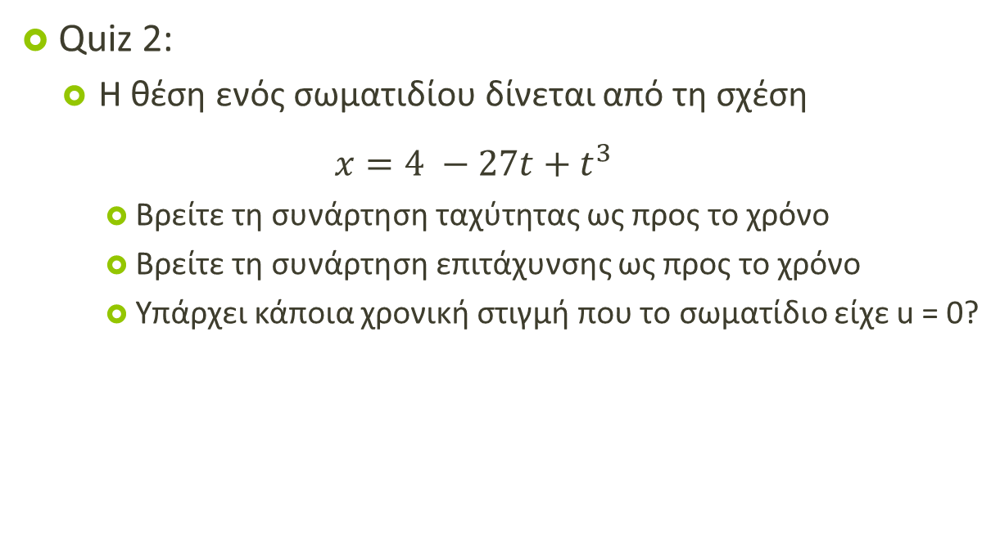 Quiz 2:
Η θέση ενός σωματιδίου δίνεται από τη σχέση
x = 4 − 27t + t³
Βρείτε τη συνάρτηση ταχύτητας ως προς το χρόνο
Βρείτε τη συνάρτηση επιτάχυνσης ως προς το χρόνο
Υπάρχει κάποια χρονική στιγμή που το σωματίδιο είχε u = 0?